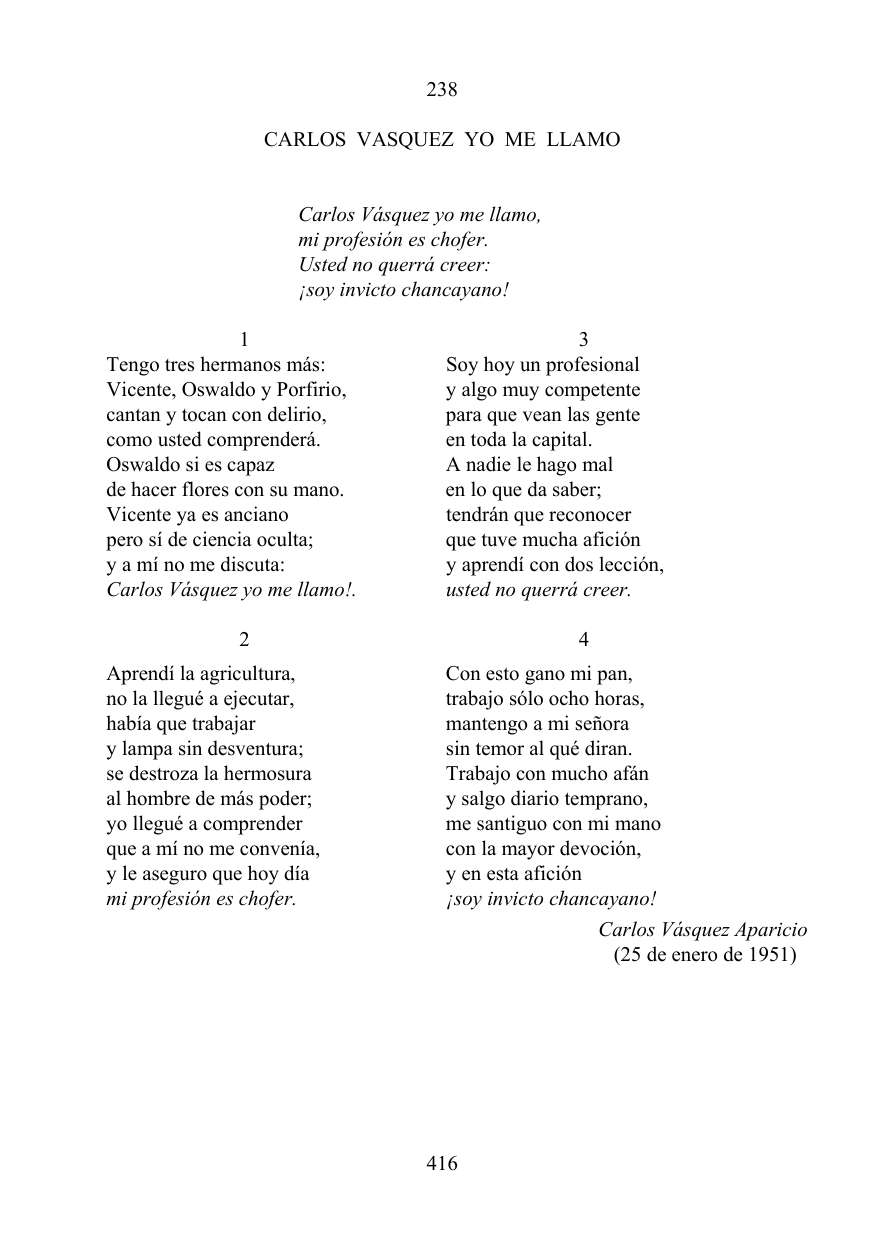 238
CARLOS VASQUEZ YO ME LLAMO
Carlos Vásquez yo me llamo,
mi profesión es chofer.
Usted no querrá creer:
¡soy invicto chancayano!
1
Tengo tres hermanos más:
Vicente, Oswaldo y Porfirio,
cantan y tocan con delirio,
como usted comprenderá.
Oswaldo si es capaz
de hacer flores con su mano.
Vicente ya es anciano
pero sí de ciencia oculta;
y a mí no me discuta:
Carlos Vásquez yo me llamo!.
2
Aprendí la agricultura,
no la llegué a ejecutar,
había que trabajar
y lampa sin desventura;
se destroza la hermosura
al hombre de más poder;
yo llegué a comprender
que a mí no me convenía,
y le aseguro que hoy día
mi profesión es chofer.
3
Soy hoy un profesional
y algo muy competente
para que vean las gente
en toda la capital.
A nadie le hago mal
en lo que da saber;
tendrán que reconocer
que tuve mucha afición
y aprendí con dos lección,
usted no querrá creer.
4
Con esto gano mi pan,
trabajo sólo ocho horas,
mantengo a mi señora
sin temor al qué diran.
Trabajo con mucho afán
y salgo diario temprano,
me santiguo con mi mano
con la mayor devoción,
y en esta afición
¡soy invicto chancayano!
Carlos Vásquez Aparicio
(25 de enero de 1951)
416